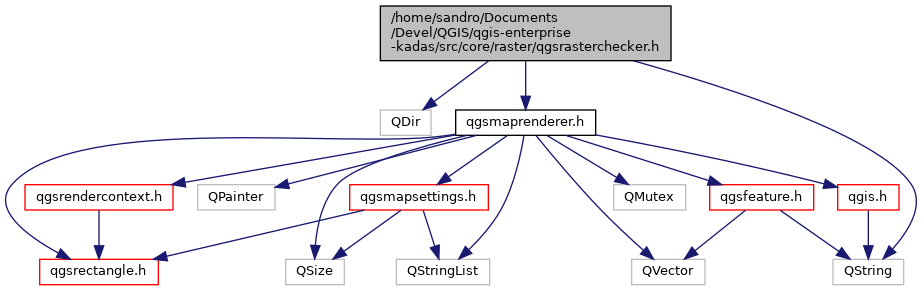 /home/sandro/Documents
/Devel/QGIS/qgis-enterprise
-kadas/src/core/raster/qgsrasterchecker.h
QDir
qgsmaprenderer.h
qgsrendercontext.h
QPainter
qgsmapsettings.h
QMutex
qgsfeature.h
qgis.h
qgsrectangle.h
QSize
QStringList
QVector
QString